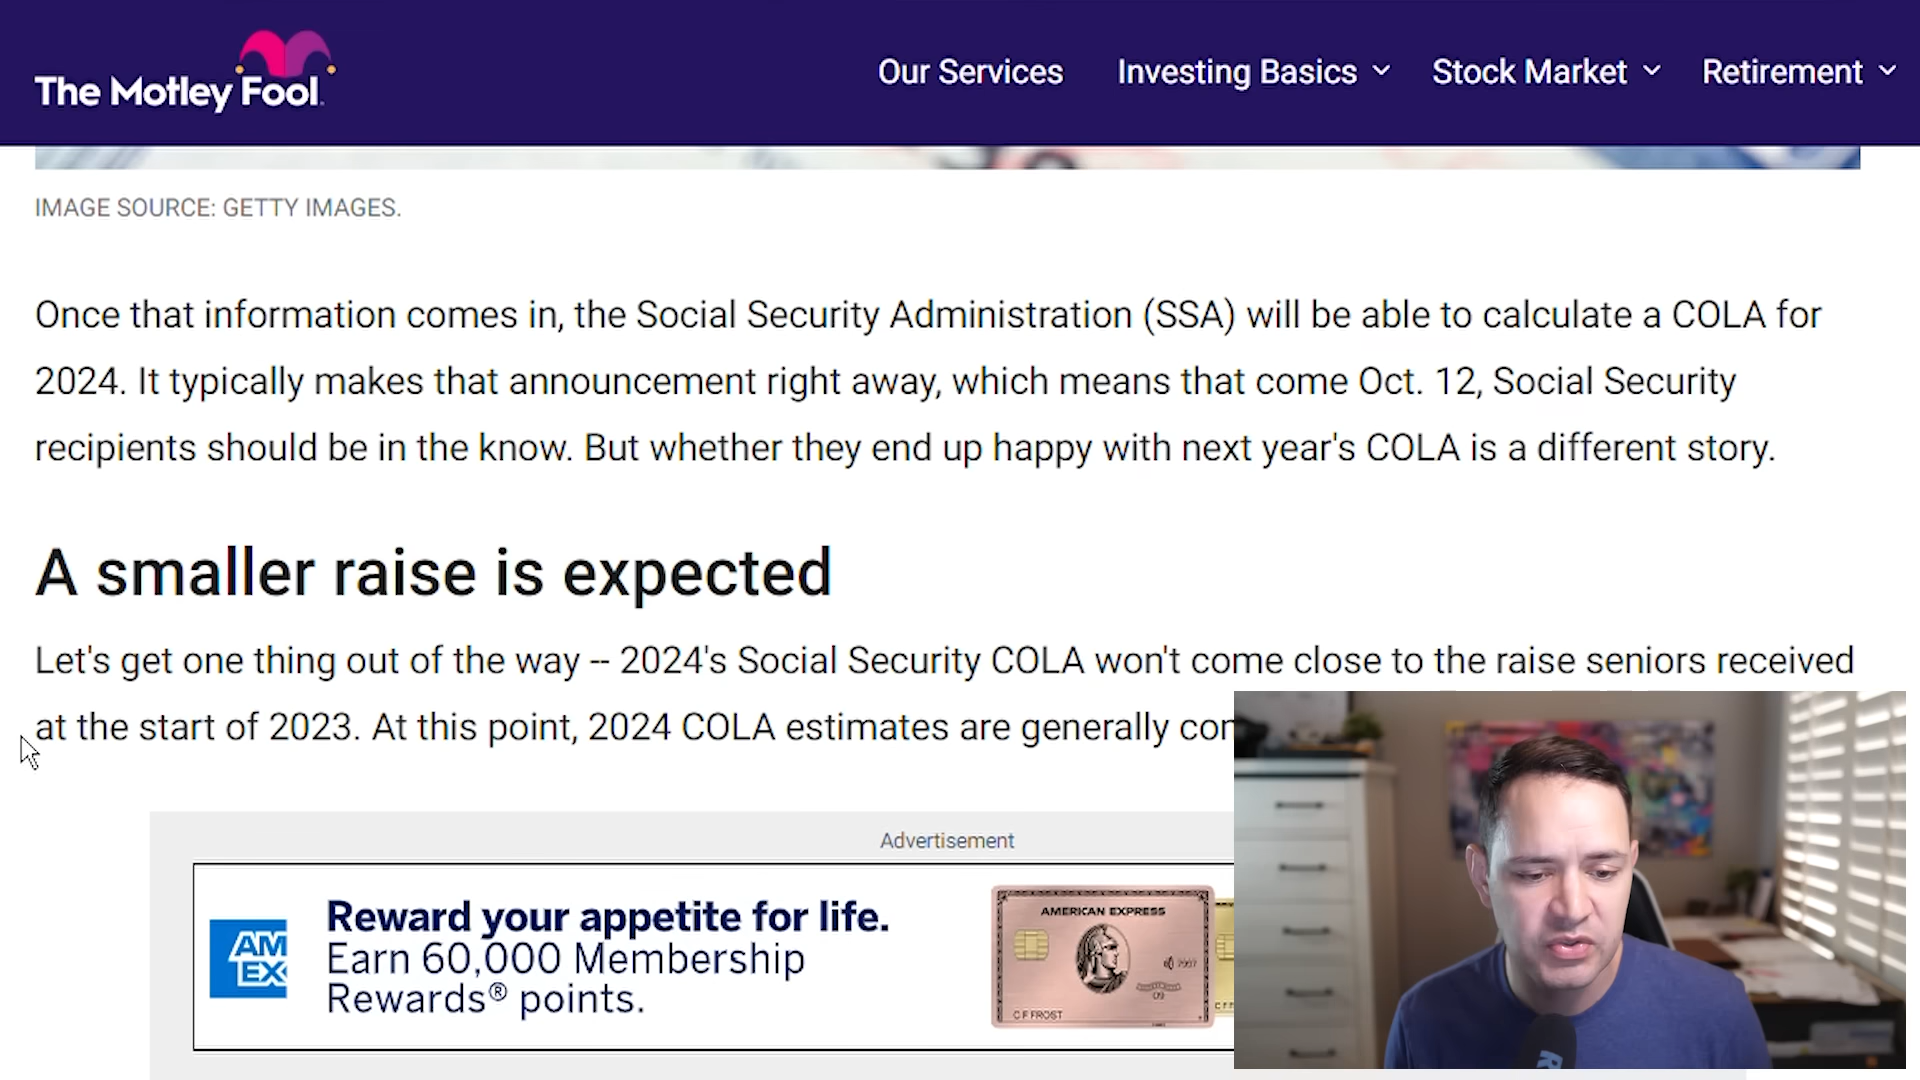 The Motley Fool.
Our Services
Investing Basics
Stock Market
Retirement
IMAGE SOURCE: GETTY IMAGES.
Once that information comes in, the Social Security Administration (SSA) will be able to calculate a COLA for
2024. It typically makes that announcement right away, which means that come Oct. 12, Social Security
recipients should be in the know. But whether they end up happy with next year's COLA is a different story.
A smaller raise is expected
Let's get one thing out of the way -- 2024's Social Security COLA won't come close to the raise seniors received
at the start of 2023. At this point, 2024 COLA estimates are generally
Advertisement
AM
EX
Reward your appetite for life.
Earn 60,000 Membership
Rewards® points.
AMERICAN EXPRESS
C F FROST